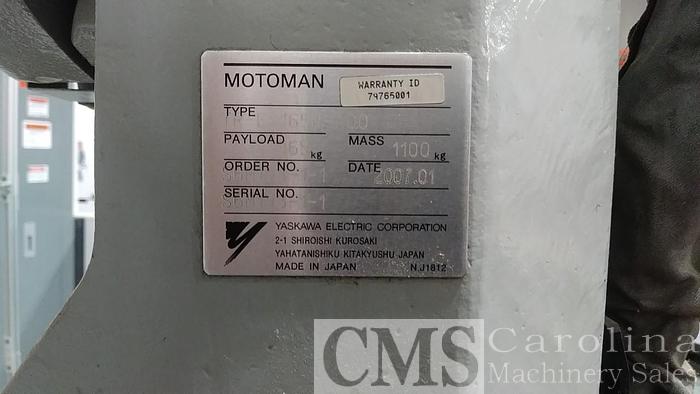 MOTOMAN
WARRANTY ID
79765001
TYPE
PAYLOAD kg MASS 1100 kg
ORDER NO. DATE 2007.01
SERIAL NO.
YASKAWA ELECTRIC CORPORATION
2-1 SHIROISHI KUROSAKI
YAHATANISHIKU KITAKYUSHU JAPAN
MADE IN JAPAN NJ1812
CMS Carolina
Machinery Sales